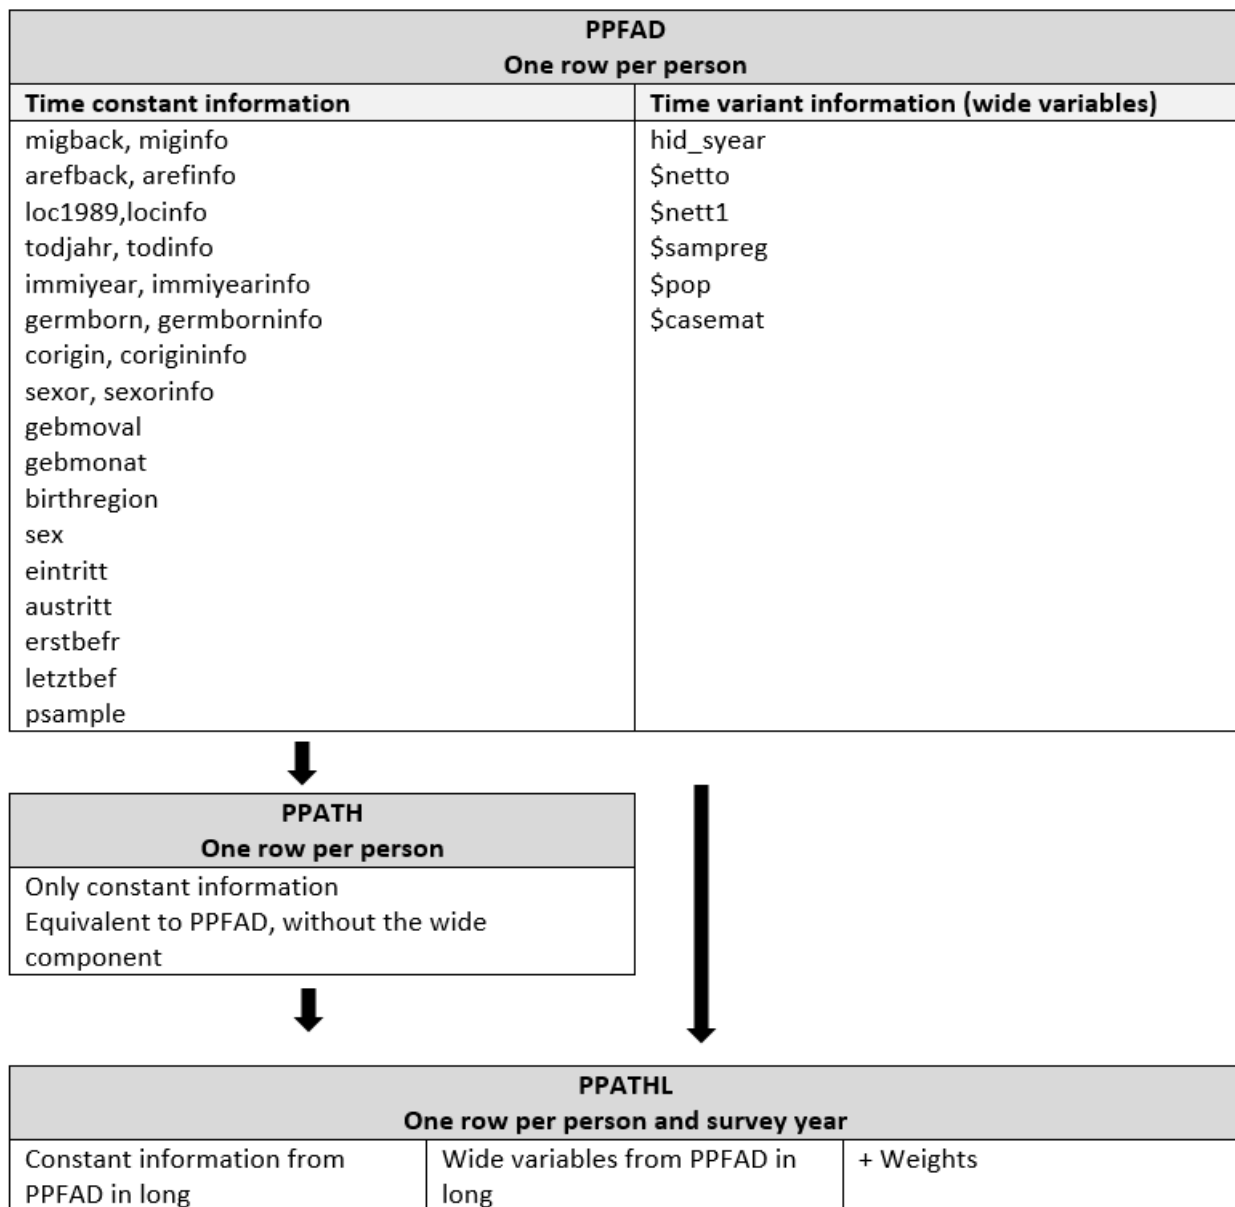 PPFAD
One row per person
Time constant information
Time variant information (wide variables)
migback, miginfo
arefback, arefinfo
loc1989,locinfo
todjahr, todinfo
immiyear, immiyearinfo
germborn, germborninfo
corigin, corigininfo
sexor, sexorinfo
gebmoval
gebmonat
birthregion
sex
eintritt
austritt
erstbefr
letztbef
psample
hid_syear
$netto
$nett1
$sampreg
$pop
$casemat
PPATH
One row per person
Only constant information
Equivalent to PPFAD, without the wide
component
PPATHL
One row per person and survey year
Constant information from
PPFAD in long
Wide variables from PPFAD in
long
+ Weights